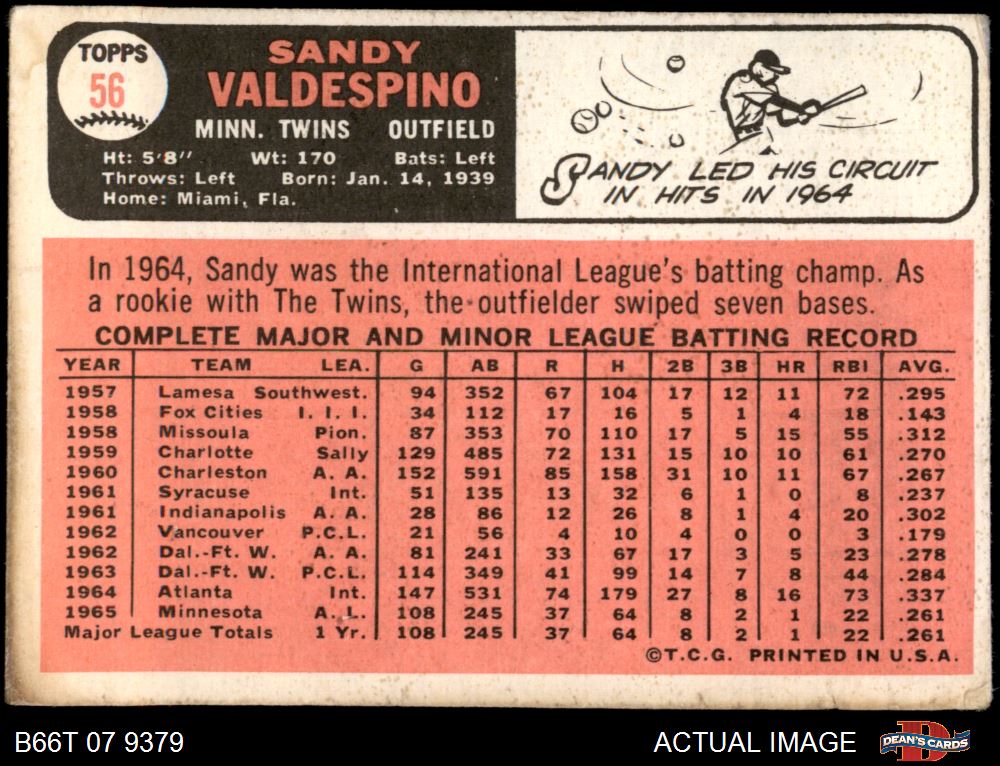 TOPPS
56
SANDY
VALDESPINO
MINN. TWINS OUTFIELD
Ht: 5'8" Wt: 170 Bats: Left
Throws: Left Born: Jan. 14, 1939
Home: Miami, Fla.
SANDY LED HIS CIRCUIT
IN HITS IN 1964
In 1964, Sandy was the International League's batting champ. As
a rookie with The Twins, the outfielder swiped seven bases.
COMPLETE MAJOR AND MINOR LEAGUE BATTING RECORD
YEAR TEAM LEA. G AB R H 2B 3B HR RBI AVG.
1957 Lamesa Southwest. 94 352 67 104 17 12 11 72 .295
1958 Fox Cities I. I. I. 34 112 17 16 5 1 4 18 .143
1958 Missoula Pion. 87 353 70 110 17 5 15 55 .312
1959 Charlotte Sally 129 485 72 131 15 10 10 61 .270
1960 Charleston A. A. 152 591 85 158 31 10 11 67 .267
1961 Syracuse Int. 51 135 13 32 6 1 0 8 .237
1961 Indianapolis A. A. 28 86 12 26 8 1 4 20 .302
1962 Vancouver P.C.L. 21 56 4 10 4 0 0 3 .179
1962 Dal.-Ft. W. A. A. 81 241 33 67 17 3 5 23 .278
1963 Dal.-Ft. W. P.C.L. 114 349 41 99 14 7 8 44 .284
1964 Atlanta Int. 147 531 74 179 27 8 16 73 .337
1965 Minnesota A. L. 108 245 37 64 8 2 1 22 .261
Major League Totals 1 Yr. 108 245 37 64 8 2 1 22 .261
©T.C.G. PRINTED IN U.S.A.
B66T 07 9379
ACTUAL IMAGE
DEAN'S CARDS